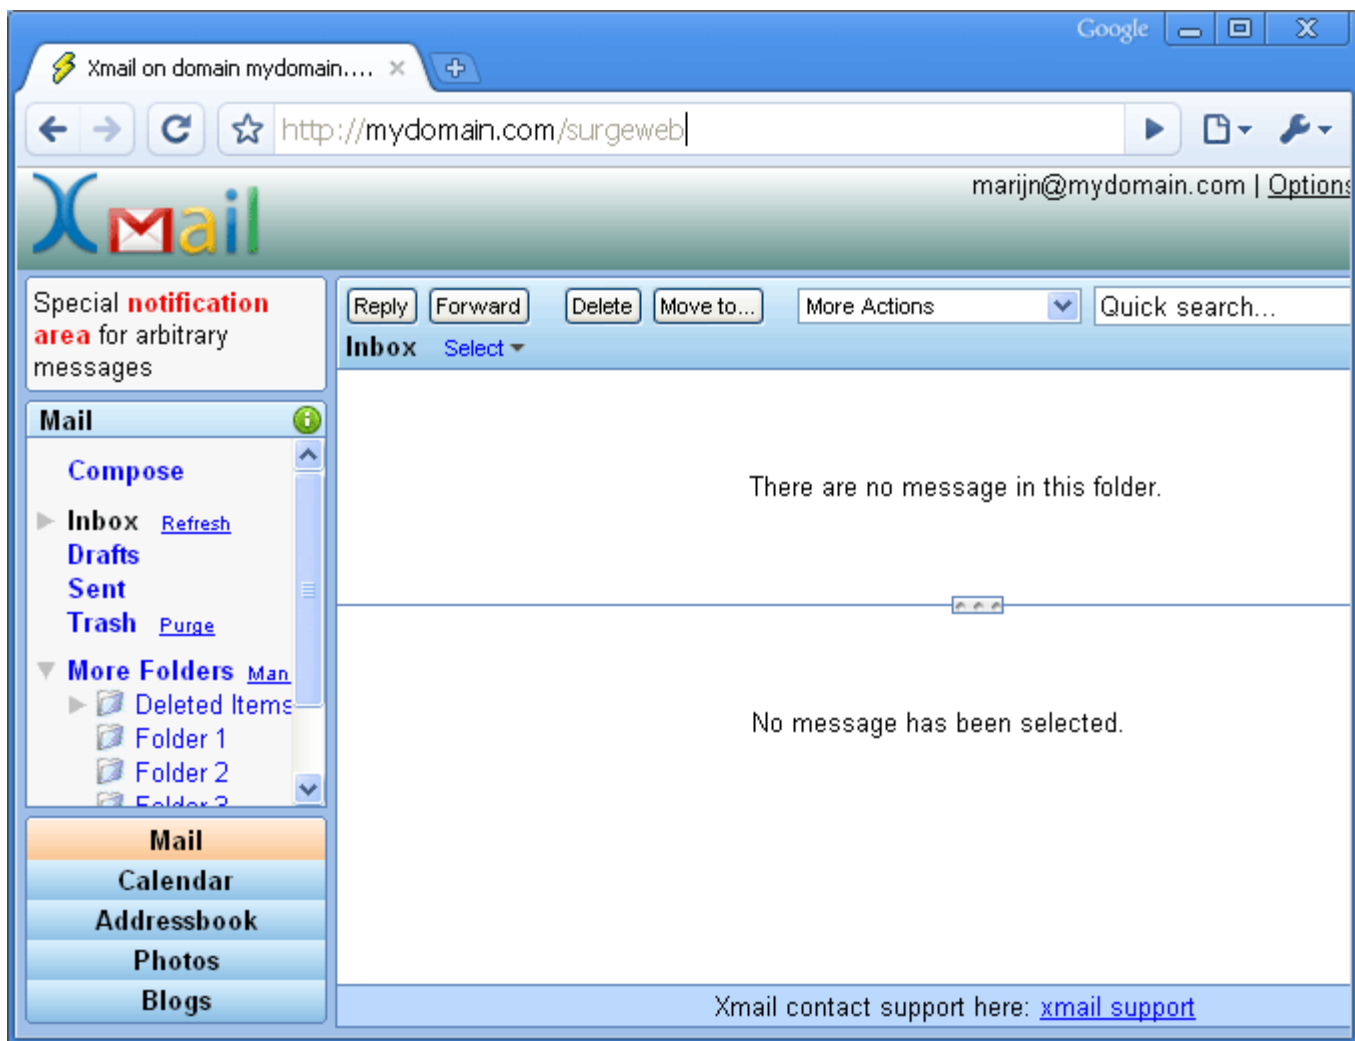 Google
Xmail on domain mydomain....
http://mydomain.com/surgeweb
Xmail
marijn@mydomain.com | Options
Special notification
area for arbitrary
messages
Reply Forward Delete Move to... More Actions Quick search...
Inbox Select
Mail
Compose
Inbox Refresh
Drafts
Sent
Trash Purge
More Folders Man
Deleted Items
Folder 1
Folder 2
Folder 3
There are no message in this folder.
No message has been selected.
Mail
Calendar
Addressbook
Photos
Blogs
Xmail contact support here: xmail support